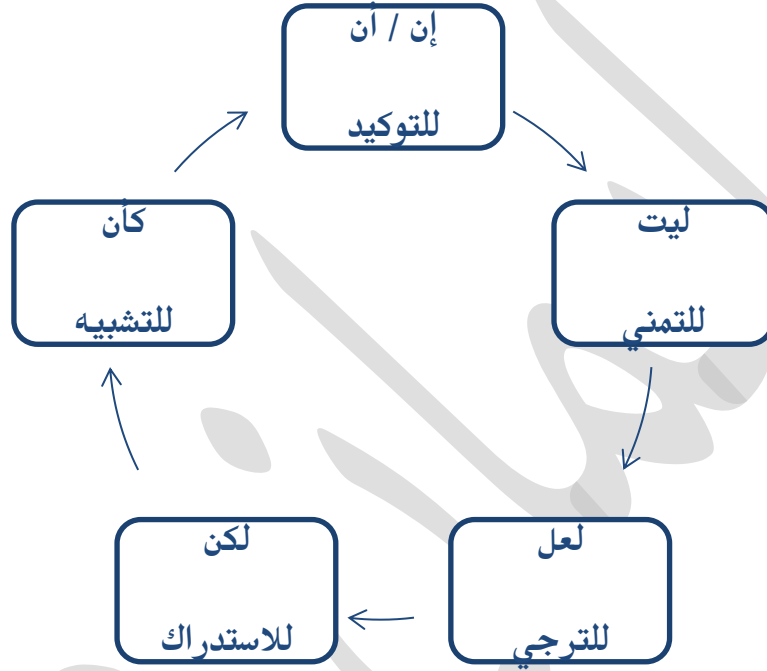 إن / أن
للتوكيد
ليت
للتمني
لعل
للترجي
لكن
للاستدراك
كأن
للتشبيه